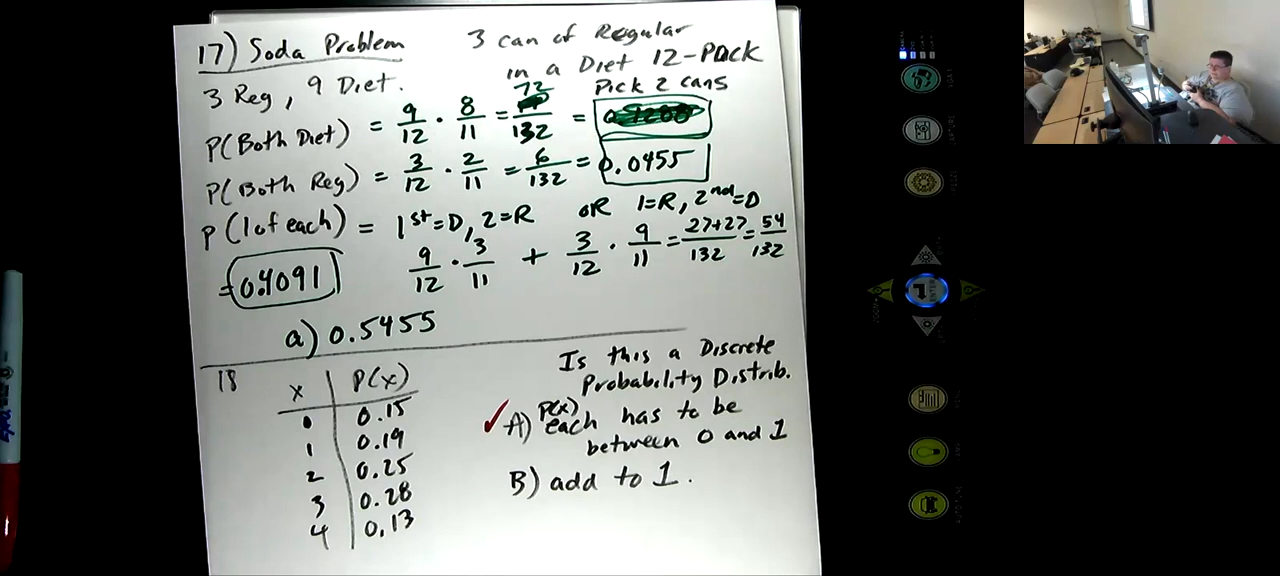 17) Soda Problem
3 can of Regular
in a Diet 12-Pack
3 Reg, 9 Diet.
Pick 2 cans
P(Both Diet) = 9/12 · 8/11 = 72/132 =
P(Both Reg) = 3/12 · 2/11 = 6/132 = 0.0455
P(1 of each) = 1st=D, 2=R OR 1=R, 2nd=D
9/12 · 3/11 + 3/12 · 9/11 = 27+27/132 = 54/132
= 0.4091
a) 0.5455
18
x P(x)
0 0.15
1 0.19
2 0.25
3 0.28
4 0.13
Is this a Discrete
Probability Distrib.
✓ A) P(x) each has to be
between 0 and 1
B) add to 1.